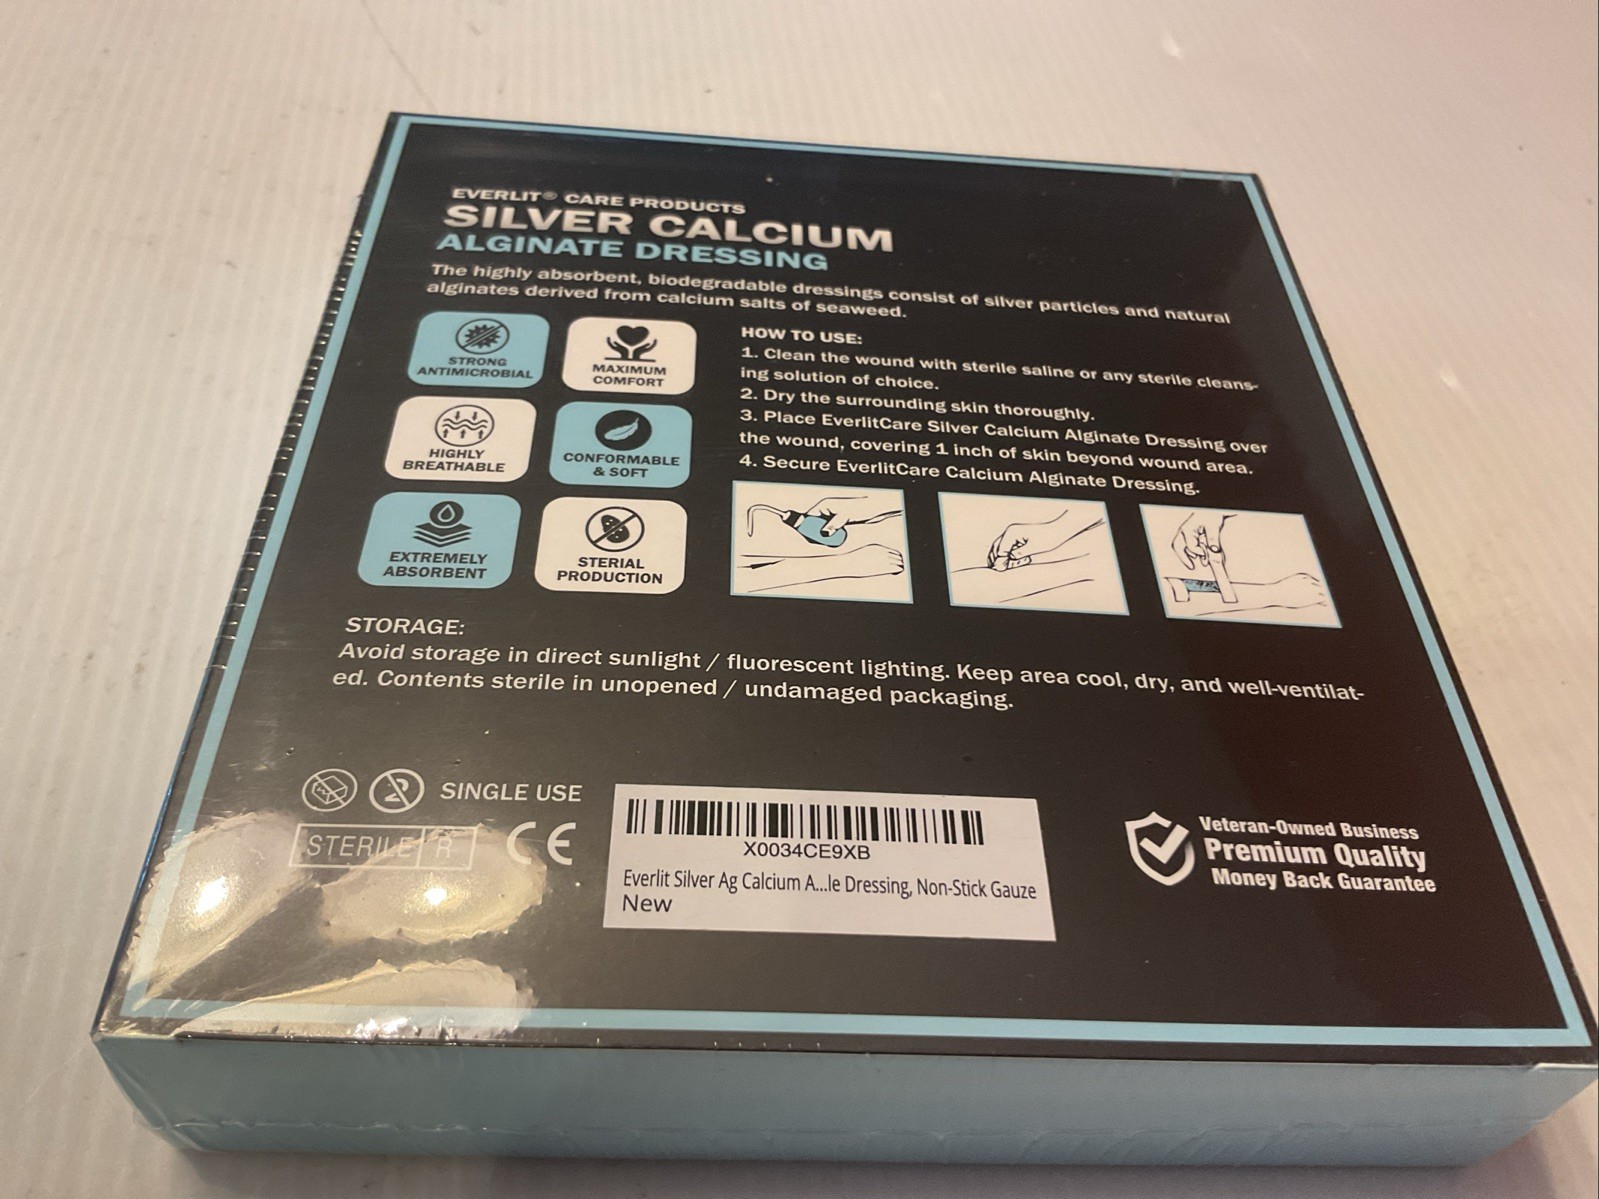 EVERLIT® CARE PRODUCTS
SILVER CALCIUM
ALGINATE DRESSING
The highly absorbent, biodegradable dressings consist of silver particles and natural
alginates derived from calcium salts of seaweed.
STRONG
ANTIMICROBIAL
MAXIMUM
COMFORT
HIGHLY
BREATHABLE
CONFORMABLE
& SOFT
EXTREMELY
ABSORBENT
STERIAL
PRODUCTION
HOW TO USE:
1. Clean the wound with sterile saline or any sterile cleans-
ing solution of choice.
2. Dry the surrounding skin thoroughly.
3. Place EverlitCare Silver Calcium Alginate Dressing over
the wound, covering 1 inch of skin beyond wound area.
4. Secure EverlitCare Calcium Alginate Dressing.
STORAGE:
Avoid storage in direct sunlight / fluorescent lighting. Keep area cool, dry, and well-ventilat-
ed. Contents sterile in unopened / undamaged packaging.
2 SINGLE USE
STERILE R CE
X0034CE9XB
Everlit Silver Ag Calcium A...le Dressing, Non-Stick Gauze
New
Veteran-Owned Business
Premium Quality
Money Back Guarantee